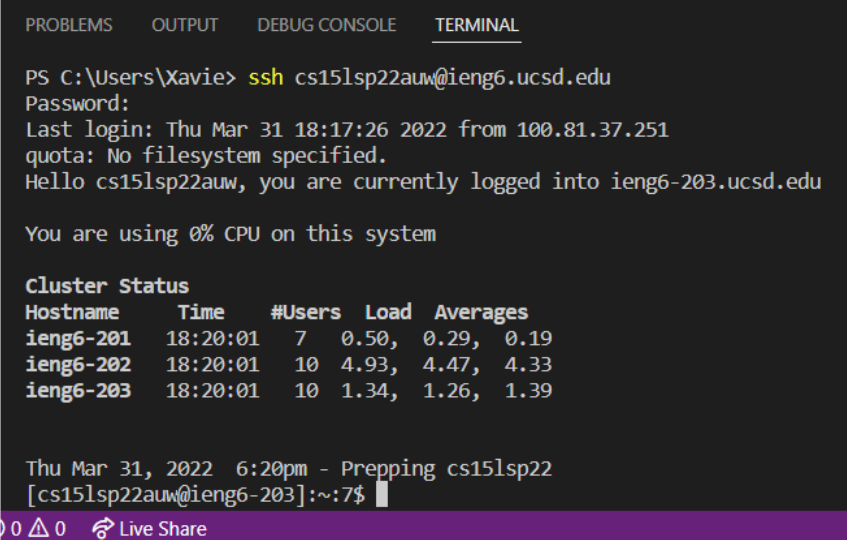 PROBLEMS OUTPUT DEBUG CONSOLE TERMINAL
PS C:\Users\Xavie> ssh cs15lsp22auw@ieng6.ucsd.edu
Password:
Last login: Thu Mar 31 18:17:26 2022 from 100.81.37.251
quota: No filesystem specified.
Hello cs15lsp22auw, you are currently logged into ieng6-203.ucsd.edu
You are using 0% CPU on this system
Cluster Status
Hostname Time #Users Load Averages
ieng6-201 18:20:01 7 0.50, 0.29, 0.19
ieng6-202 18:20:01 10 4.93, 4.47, 4.33
ieng6-203 18:20:01 10 1.34, 1.26, 1.39
Thu Mar 31, 2022 6:20pm - Prepping cs15lsp22
[cs15lsp22auw@ieng6-203]:~:7$
0 0 Live Share